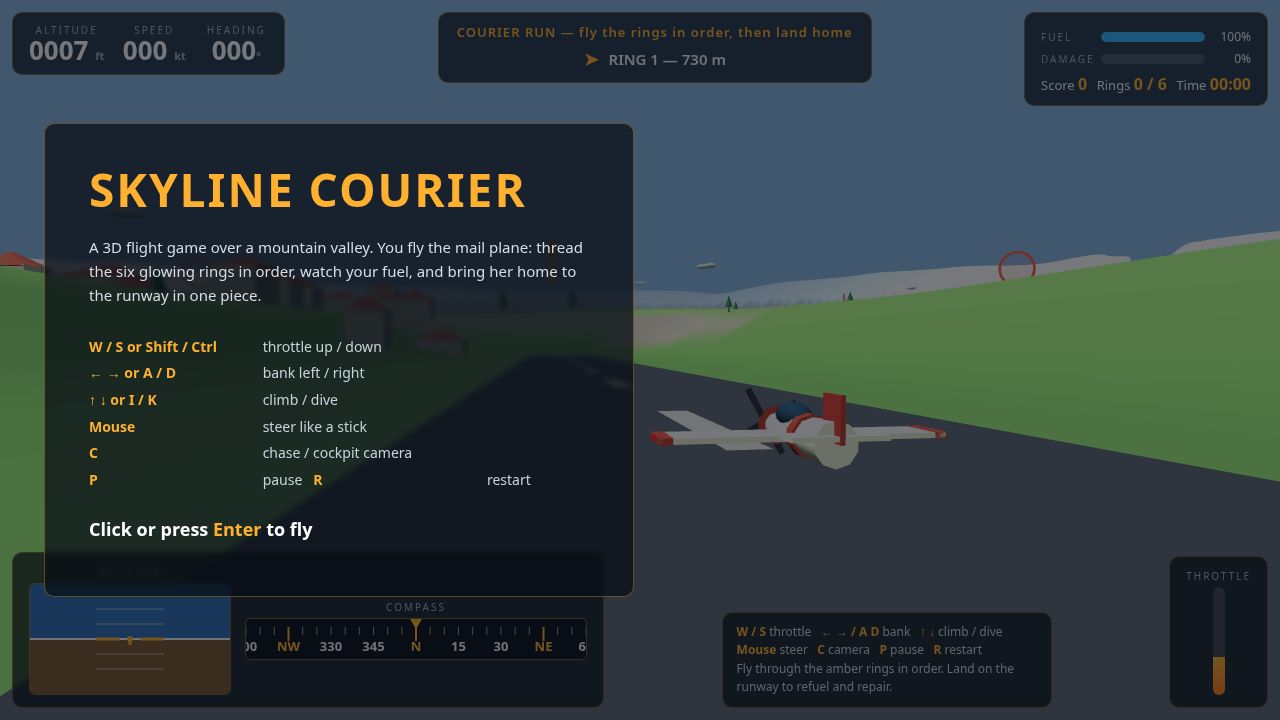 ALTITUDE SPEED HEADING
0007 ft 000 kt 000°
COURIER RUN — fly the rings in order, then land home
➤ RING 1 — 730 m
FUEL 100%
DAMAGE 0%
Score 0 Rings 0 / 6 Time 00:00
SKYLINE COURIER
A 3D flight game over a mountain valley. You fly the mail plane: thread
the six glowing rings in order, watch your fuel, and bring her home to
the runway in one piece.
W / S or Shift / Ctrl throttle up / down
← → or A / D bank left / right
↑ ↓ or I / K climb / dive
Mouse steer like a stick
C chase / cockpit camera
P pause R restart
Click or press Enter to fly
COMPASS
NW 330 345 N 15 30 NE
W / S throttle ← → / A D bank ↑ ↓ climb / dive
Mouse steer C camera P pause R restart
Fly through the amber rings in order. Land on the
runway to refuel and repair.
THROTTLE